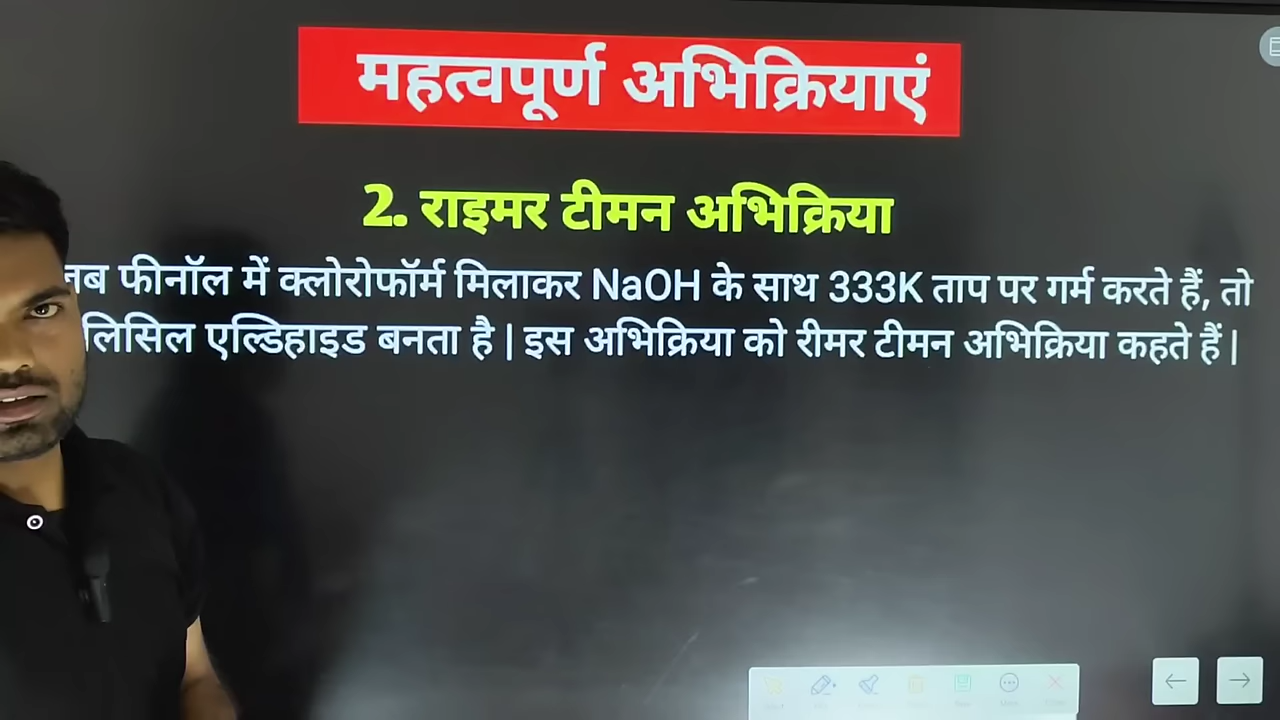 महत्वपूर्ण अभिक्रियाएं
2. राइमर टीमन अभिक्रिया
फीनॉल में क्लोरोफॉर्म मिलाकर NaOH के साथ 333K ताप पर गर्म करते हैं, तो
एल्डिहाइड बनता है | इस अभिक्रिया को रीमर टीमन अभिक्रिया कहते हैं |